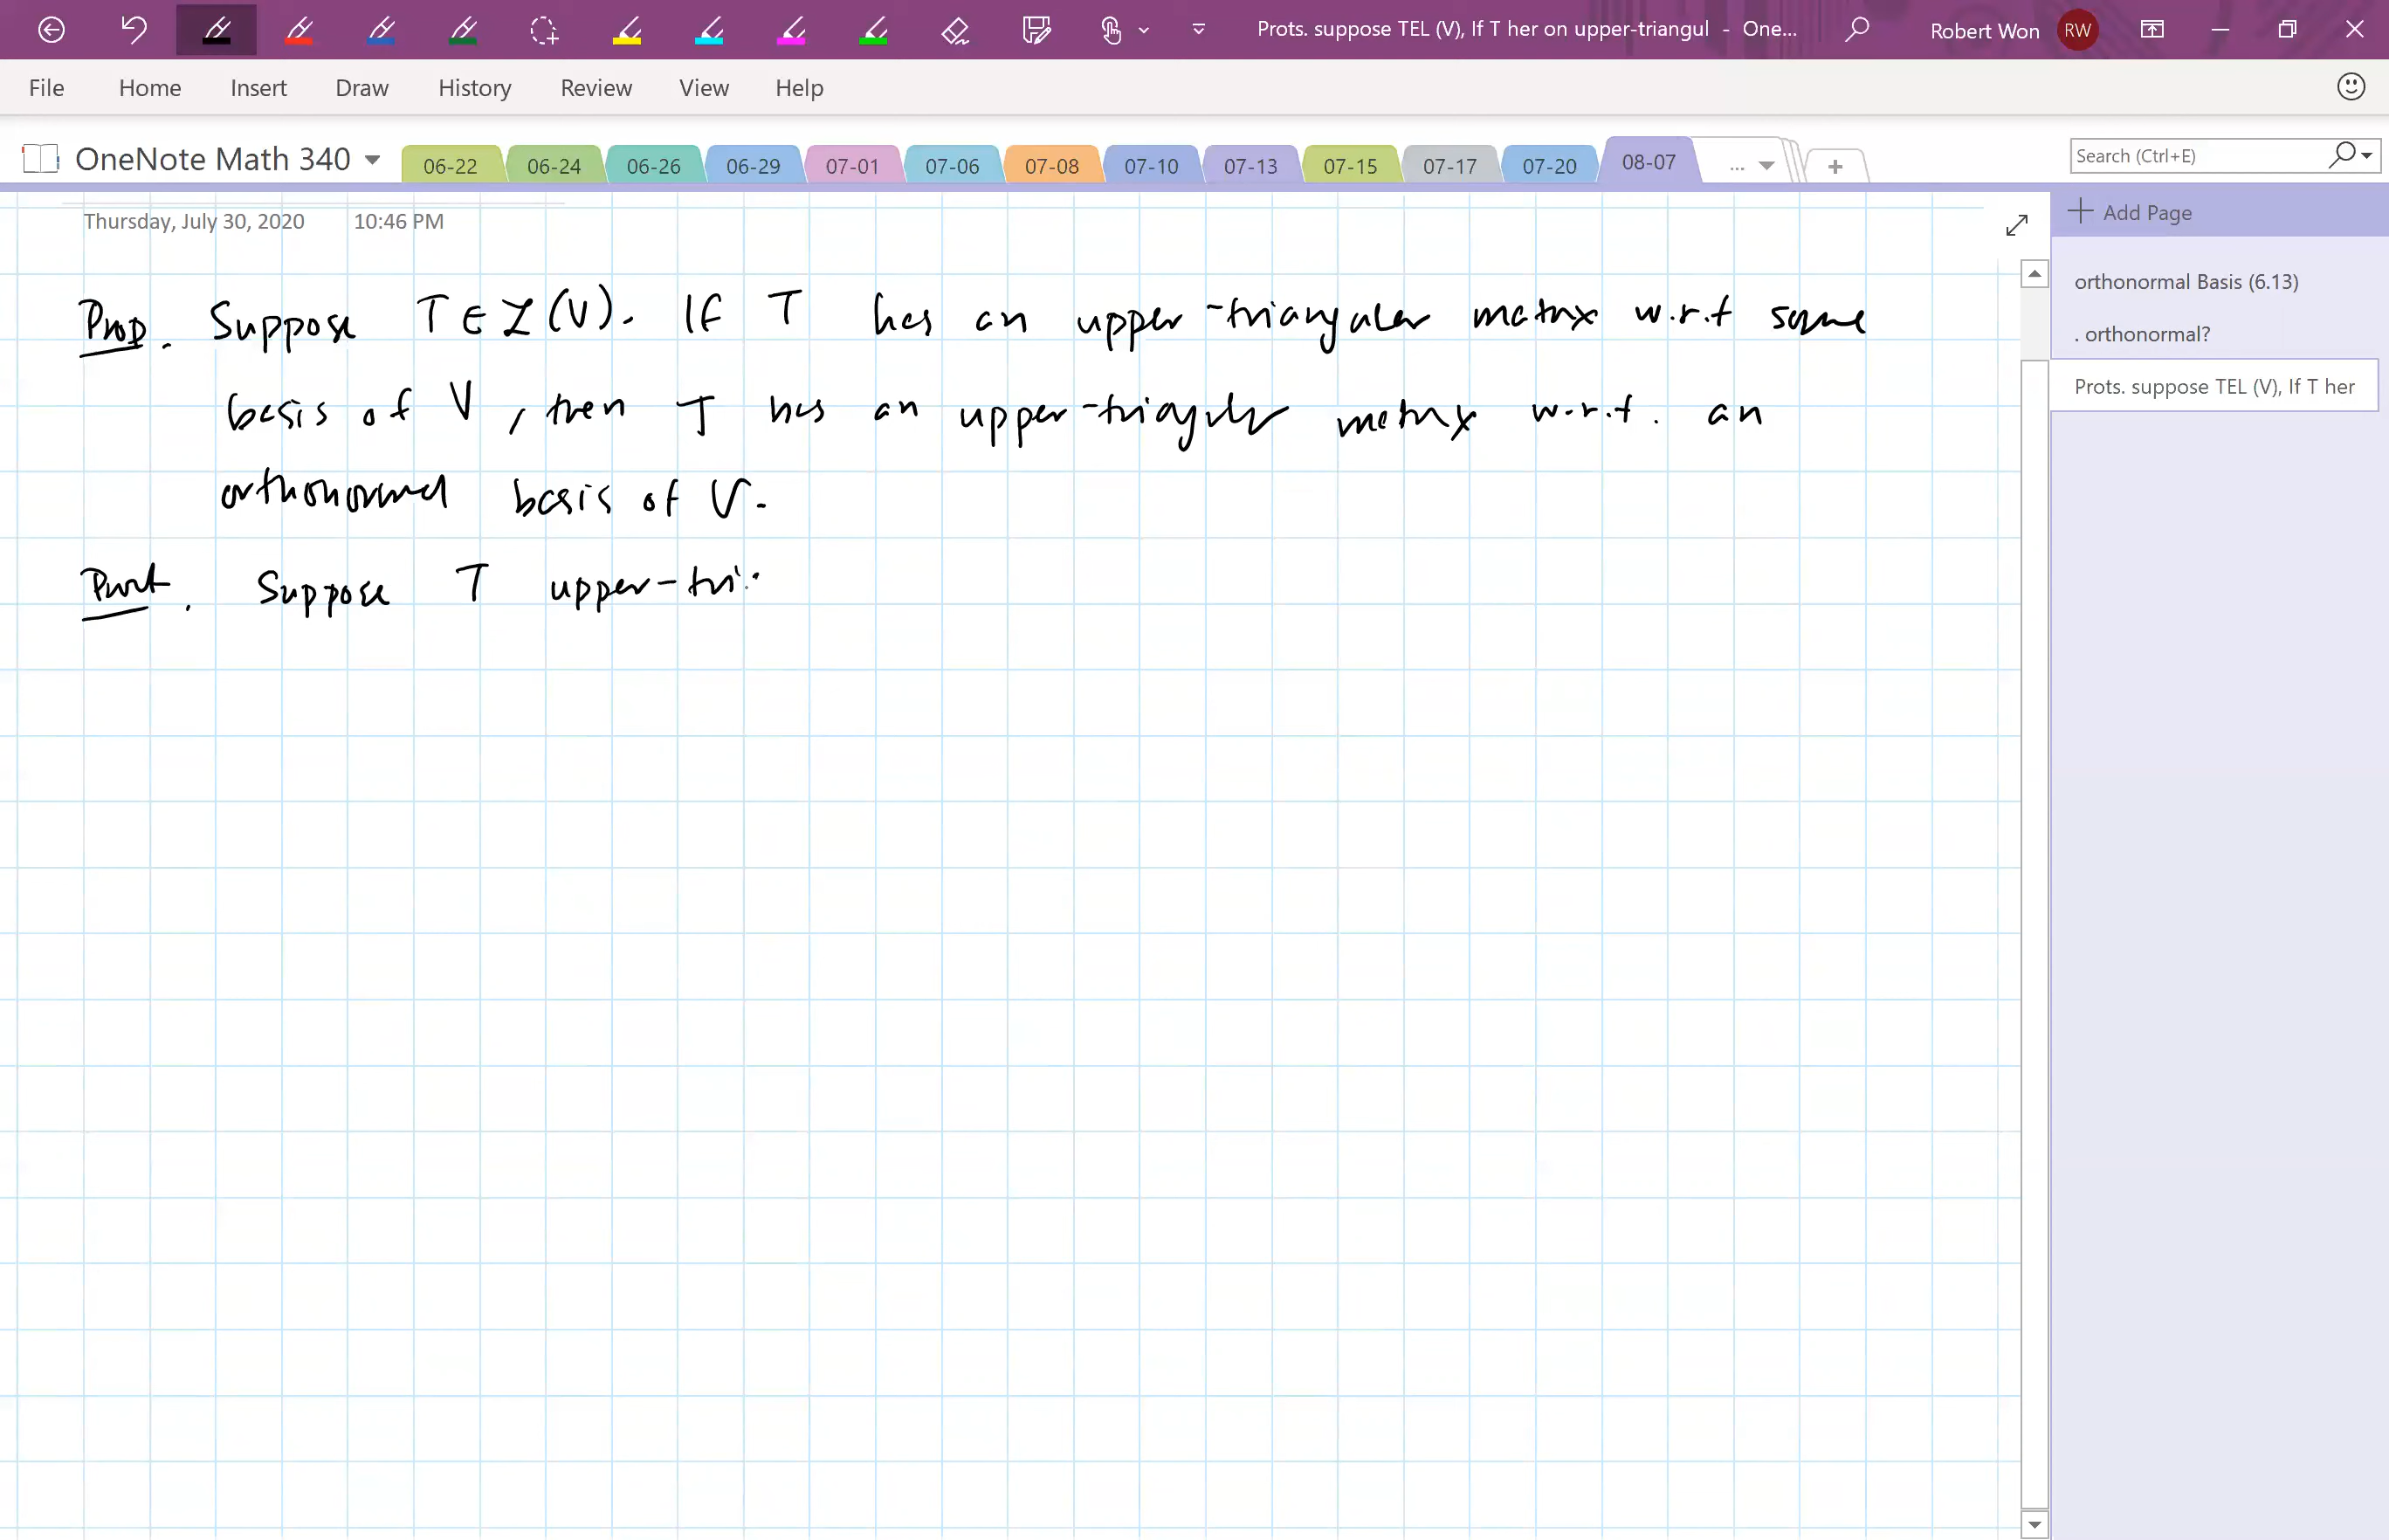 Prots. suppose TEL (V), If T her on upper-triangul - One...
Robert Won RW
File Home Insert Draw History Review View Help
OneNote Math 340 06-22 06-24 06-26 06-29 07-01 07-06 07-08 07-10 07-13 07-15 07-17 07-20 08-07 ... +
Search (Ctrl+E)
Thursday, July 30, 2020 10:46 PM
Add Page
orthonormal Basis (6.13)
. orthonormal?
Prots. suppose TEL (V), If T her
Prop. Suppose T ∈ ℒ(V). If T has an upper-triangular matrix w.r.t some
basis of V, then T has an upper-triangular matrix w.r.t. an
orthonormal basis of V.
Proof. Suppose T upper-tri